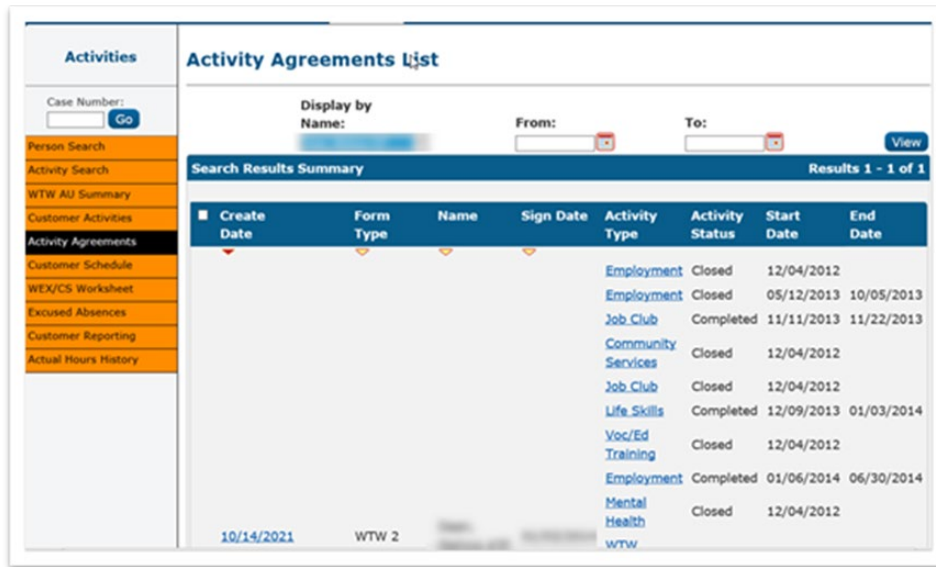 Activities
Activity Agreements List
Case Number:
Go
Display by
Name:
From:
To:
View
Person Search
Activity Search
WTW AU Summary
Customer Activities
Activity Agreements
Customer Schedule
WEX/CS Worksheet
Excused Absences
Customer Reporting
Actual Hours History
Search Results Summary
Results 1 - 1 of 1
Create Date
Form Type
Name
Sign Date
Activity Type
Activity Status
Start Date
End Date
Employment Closed 12/04/2012
Employment Closed 05/12/2013 10/05/2013
Job Club Completed 11/11/2013 11/22/2013
Community
Services Closed 12/04/2012
Job Club Closed 12/04/2012
Life Skills Completed 12/09/2013 01/03/2014
Voc/Ed
Training Closed 12/04/2012
Employment Completed 01/06/2014 06/30/2014
Mental
Health Closed 12/04/2012
10/14/2021 WTW 2
WTW